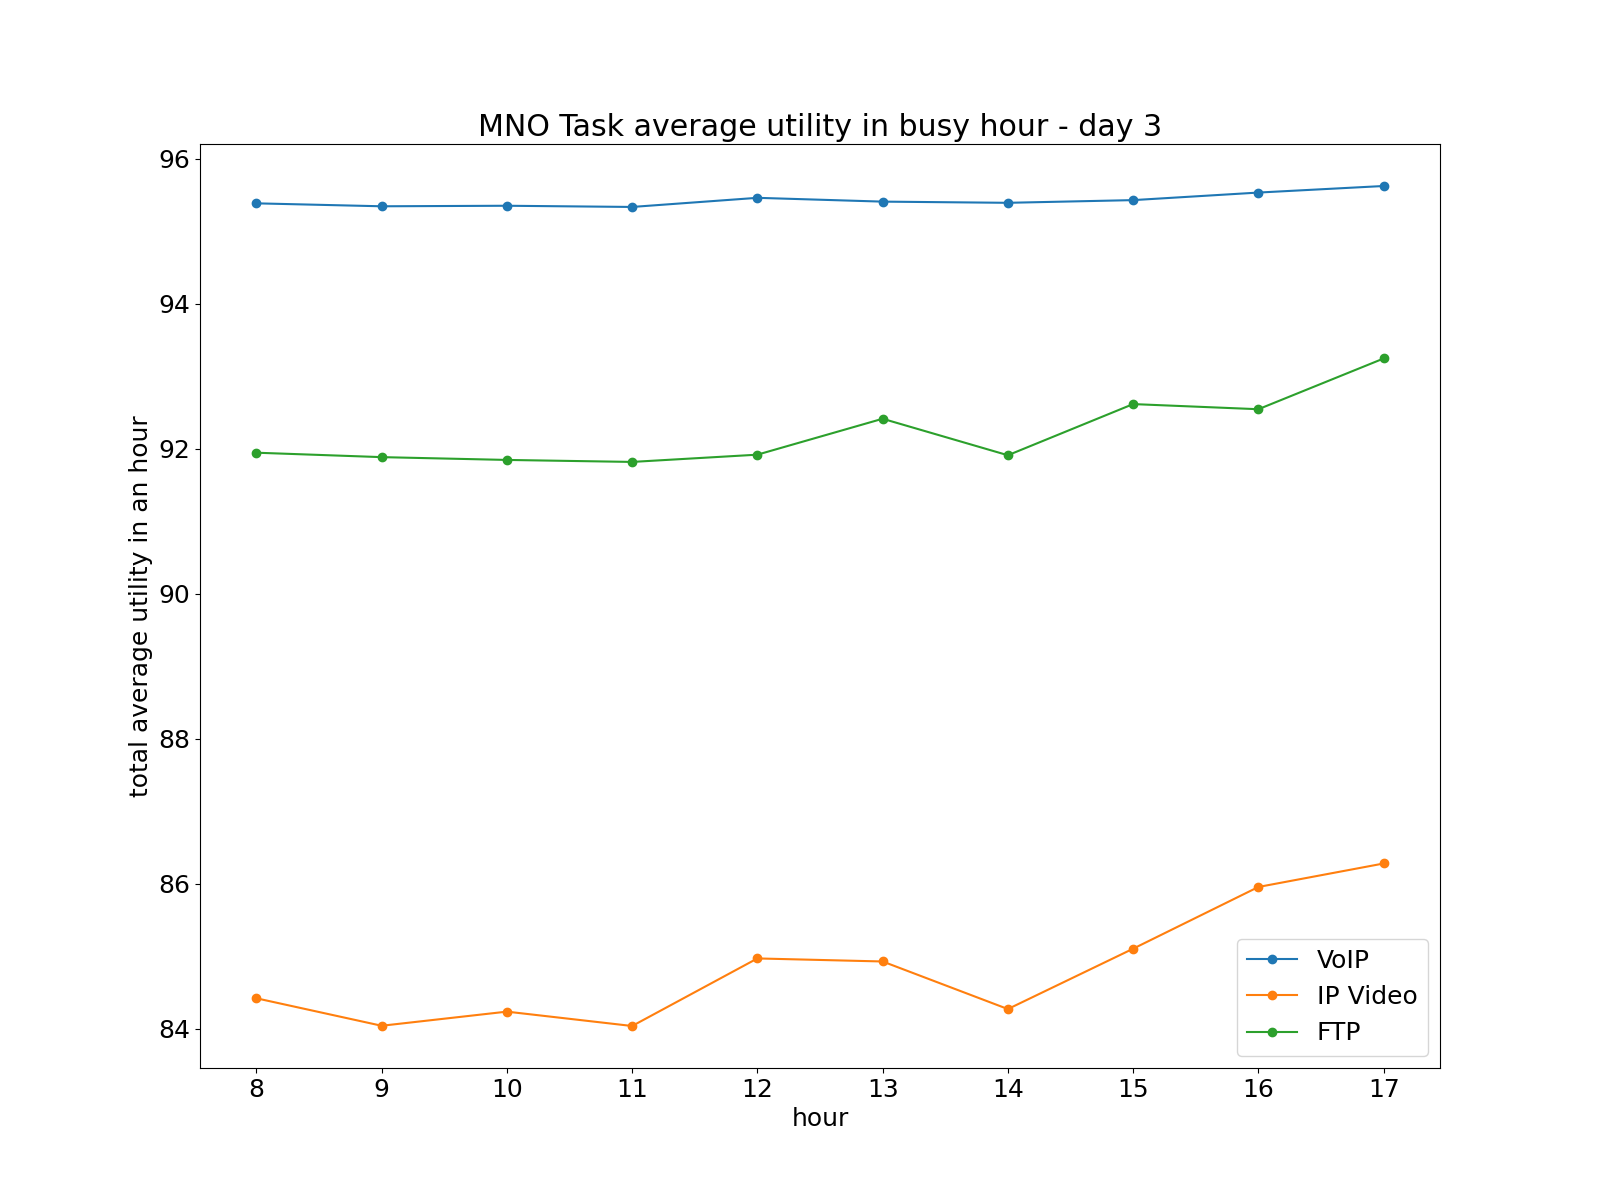 MNO Task average utility in busy hour - day 3
total average utility in an hour
96
94
92
90
88
86
84
8 9 10 11 12 13 14 15 16 17
hour
VoIP
IP Video
FTP